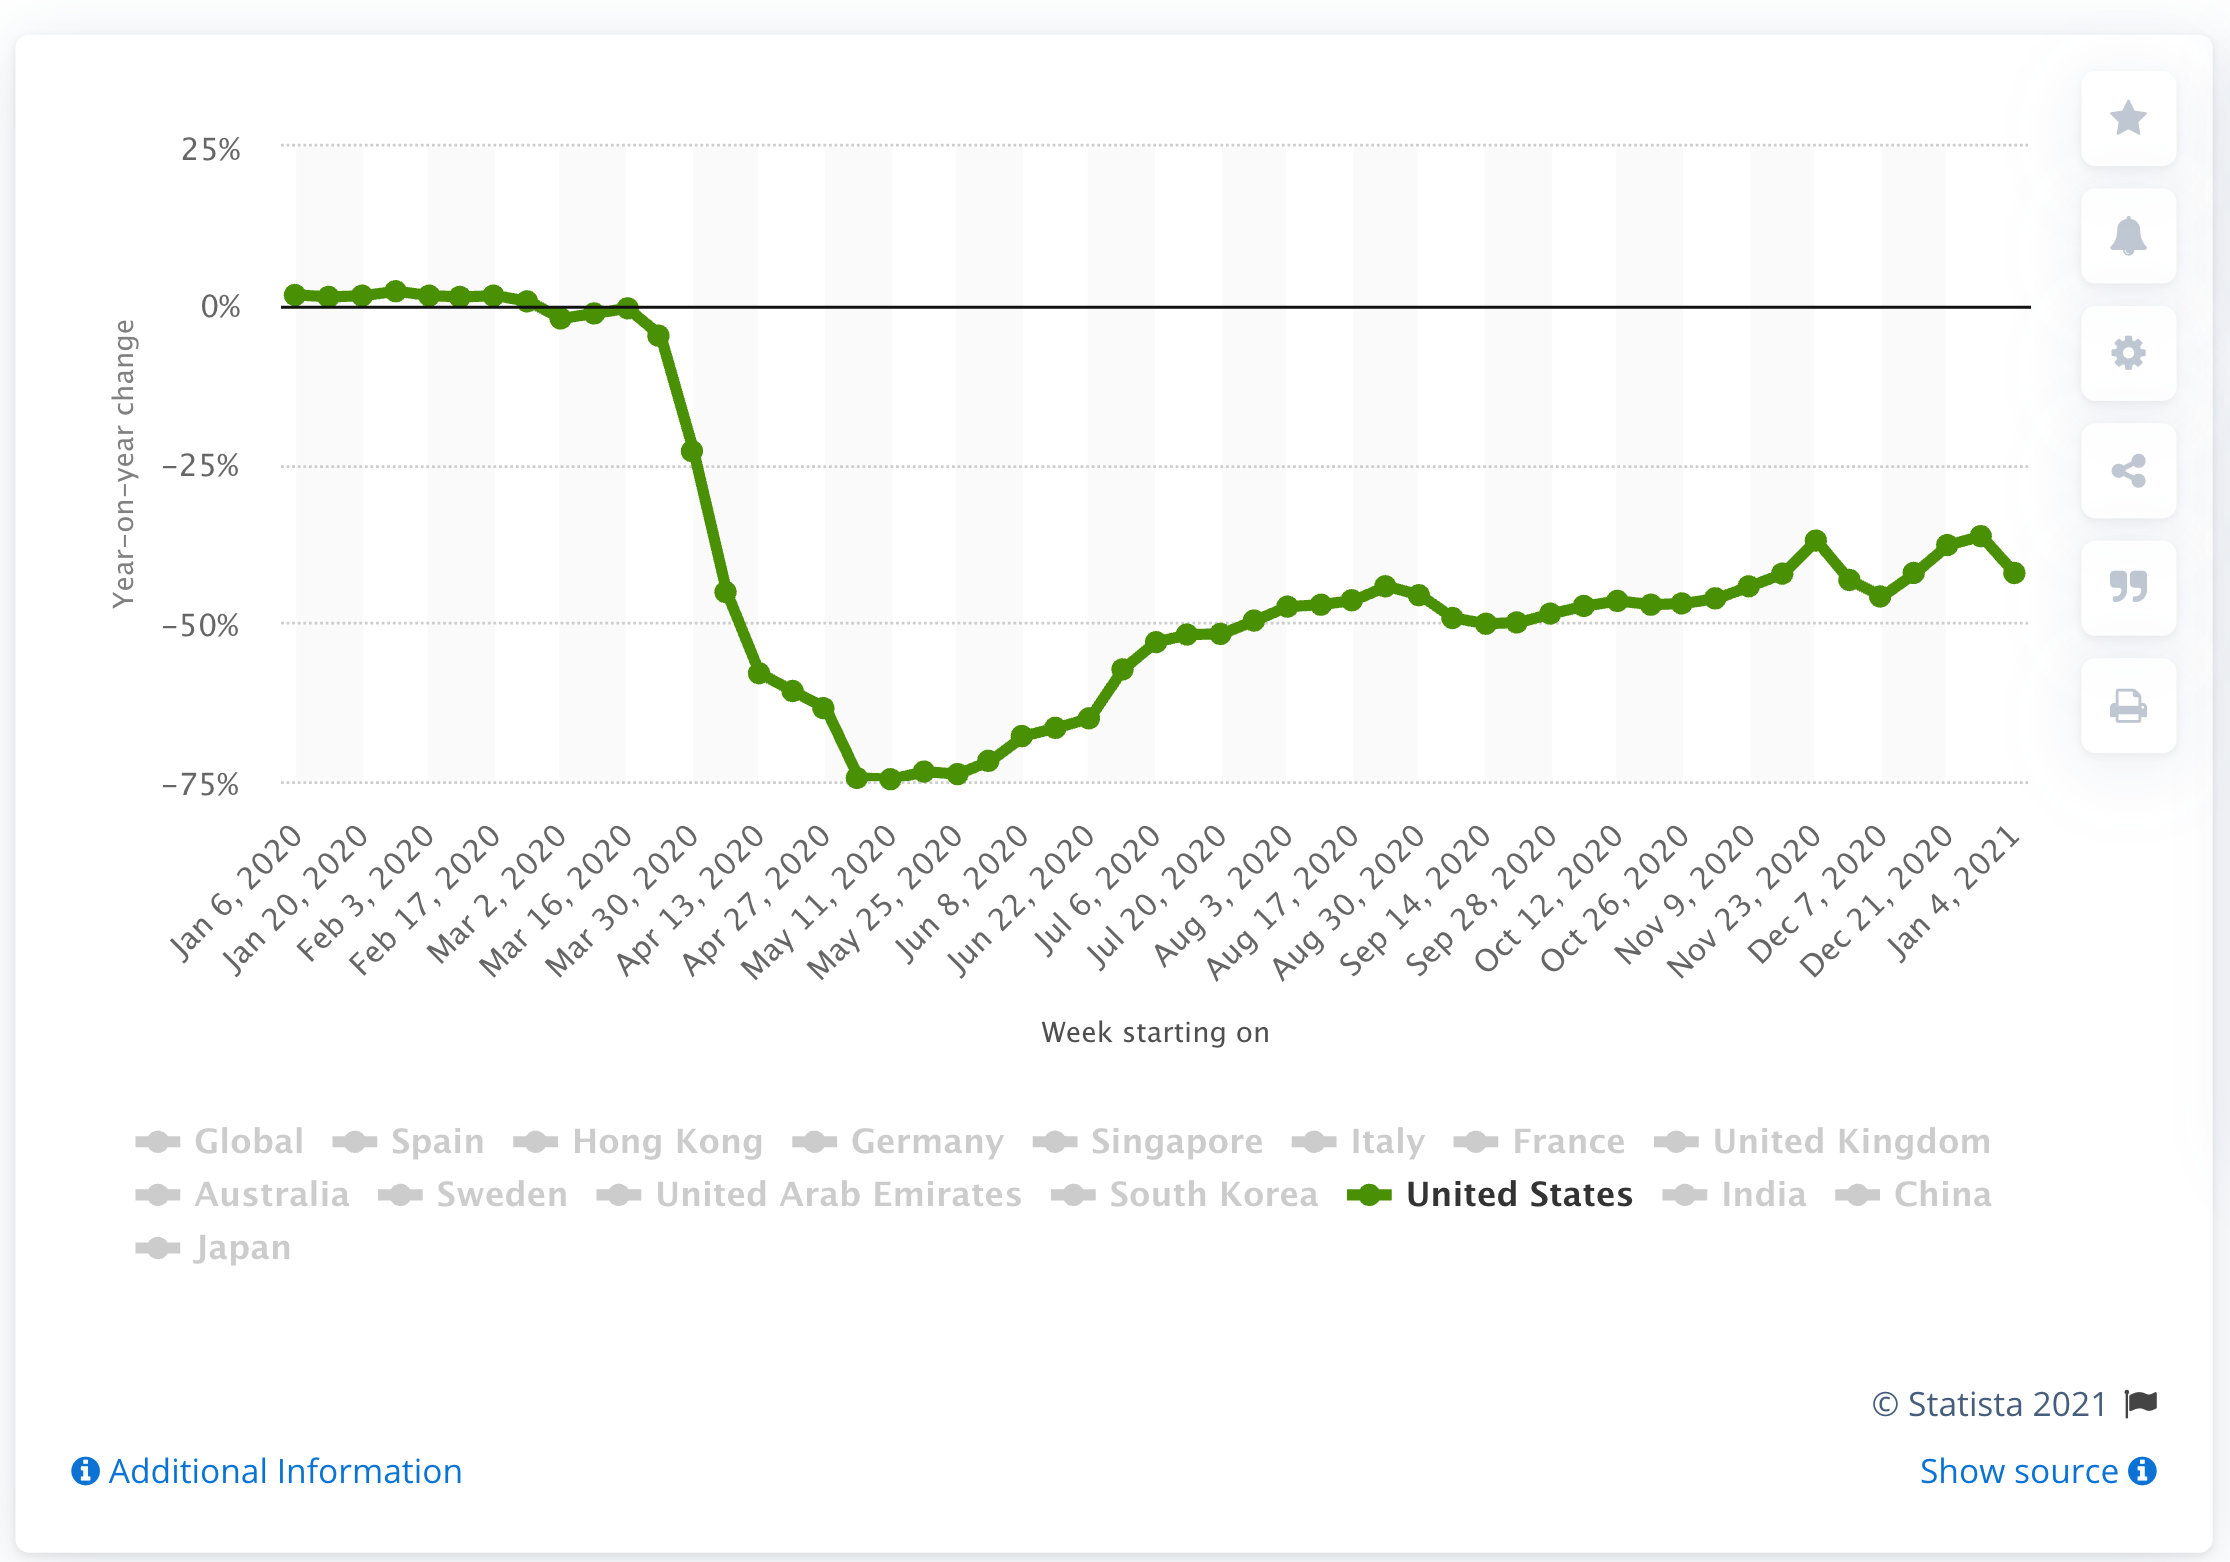 25%
0%
−25%
−50%
−75%
Year−on−year change
Jan 6, 2020
Jan 20, 2020
Feb 3, 2020
Feb 17, 2020
Mar 2, 2020
Mar 16, 2020
Mar 30, 2020
Apr 13, 2020
Apr 27, 2020
May 11, 2020
May 25, 2020
Jun 8, 2020
Jun 22, 2020
Jul 6, 2020
Jul 20, 2020
Aug 3, 2020
Aug 17, 2020
Aug 30, 2020
Sep 14, 2020
Sep 28, 2020
Oct 12, 2020
Oct 26, 2020
Nov 9, 2020
Nov 23, 2020
Dec 7, 2020
Dec 21, 2020
Jan 4, 2021
Week starting on
Global Spain Hong Kong Germany Singapore Italy France United Kingdom
Australia Sweden United Arab Emirates South Korea United States India China
Japan
© Statista 2021
Additional Information Show source